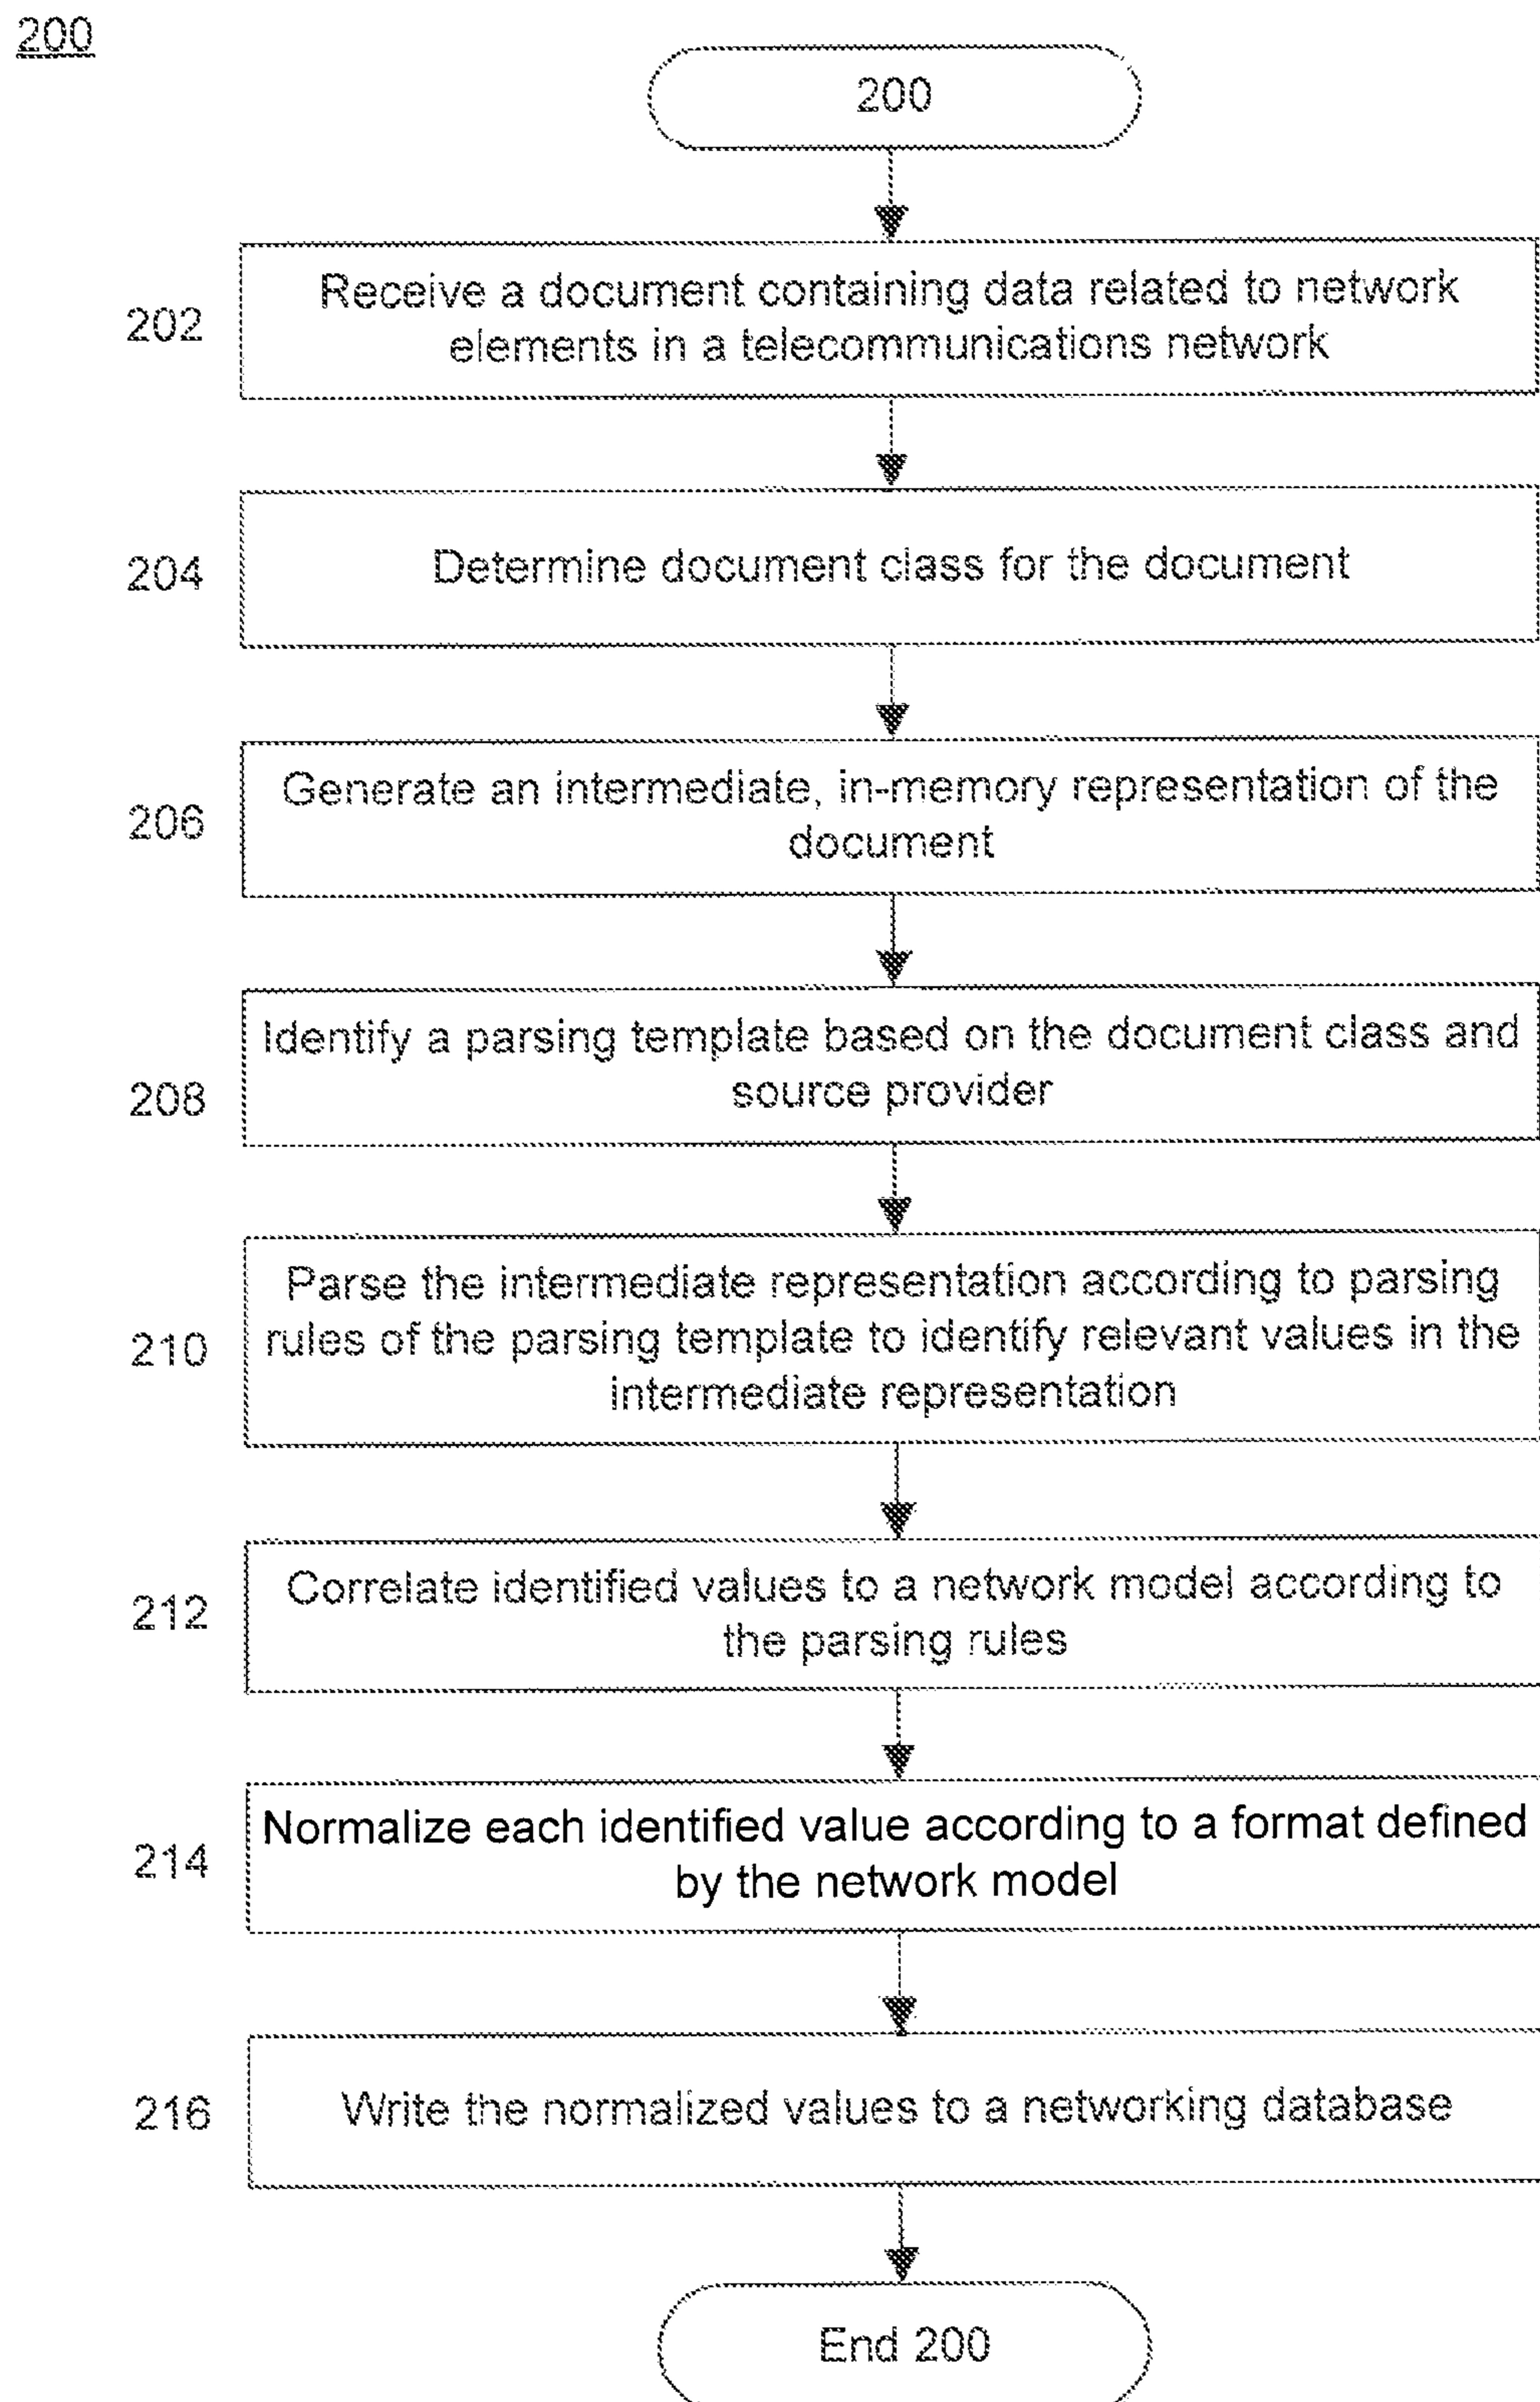 200
200
202
Receive a document containing data related to network
elements in a telecommunications network
204
Determine document class for the document
206
Generate an intermediate, in-memory representation of the
document
208
Identify a parsing template based on the document class and
source provider
210
Parse the intermediate representation according to parsing
rules of the parsing template to identify relevant values in the
intermediate representation
212
Correlate identified values to a network model according to
the parsing rules
214
Normalize each identified value according to a format defined
by the network model
216
Write the normalized values to a networking database
End 200